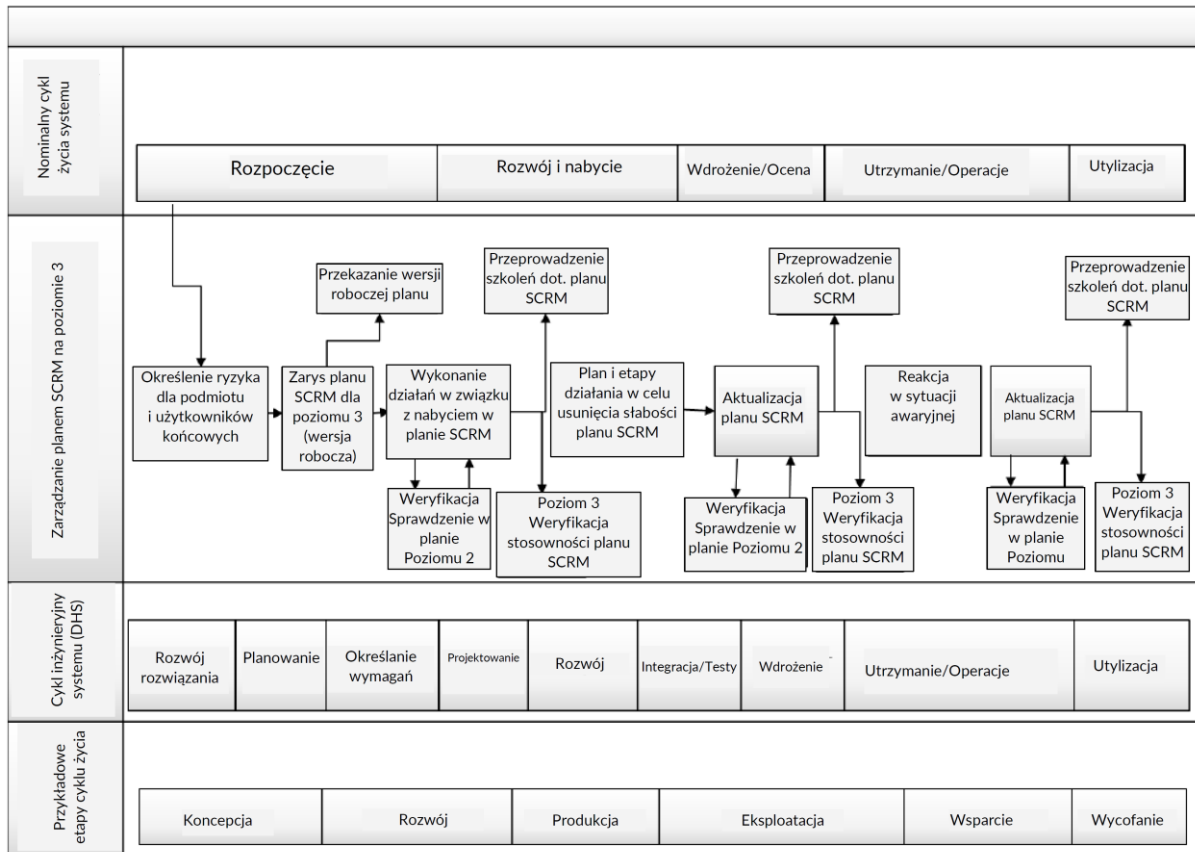 Nominalny cykl
życia systemu
Rozpoczęcie
Rozwój i nabycie
Wdrożenie/Ocena
Utrzymanie/Operacje
Utylizacja
Zarządzanie planem SCRM na poziomie 3
Przekazanie wersji
roboczej planu
Przeprowadzenie
szkoleń dot. planu
SCRM
Przeprowadzenie
szkoleń dot. planu
SCRM
Przeprowadzenie
szkoleń dot. planu
SCRM
Określenie ryzyka
dla podmiotu
i użytkowników
końcowych
Zarys planu
SCRM dla
poziomu 3
(wersja
robocza)
Wykonanie
działań w związku
z nabyciem w
planie SCRM
Plan i etapy
działania w celu
usunięcia słabości
planu SCRM
Aktualizacja
planu SCRM
Reakcja
w sytuacji
awaryjnej
Aktualizacja
planu SCRM
Weryfikacja
Sprawdzenie w
planie
Poziomu 2
Poziom 3
Weryfikacja
stosowności planu
SCRM
Weryfikacja
Sprawdzenie w
planie Poziomu 2
Poziom 3
Weryfikacja
stosowności
planu SCRM
Weryfikacja
Sprawdzenie
w planie
Poziomu
Poziom 3
Weryfikacja
stosowności
planu SCRM
Cykl inżynieryjny
systemu (DHS)
Rozwój
rozwiązania
Planowanie
Określanie
wymagań
Projektowanie
Rozwój
Integracja/Testy
Wdrożenie
Utrzymanie/Operacje
Utylizacja
Przykładowe
etapy cyklu życia
Koncepcja
Rozwój
Produkcja
Eksploatacja
Wsparcie
Wycofanie